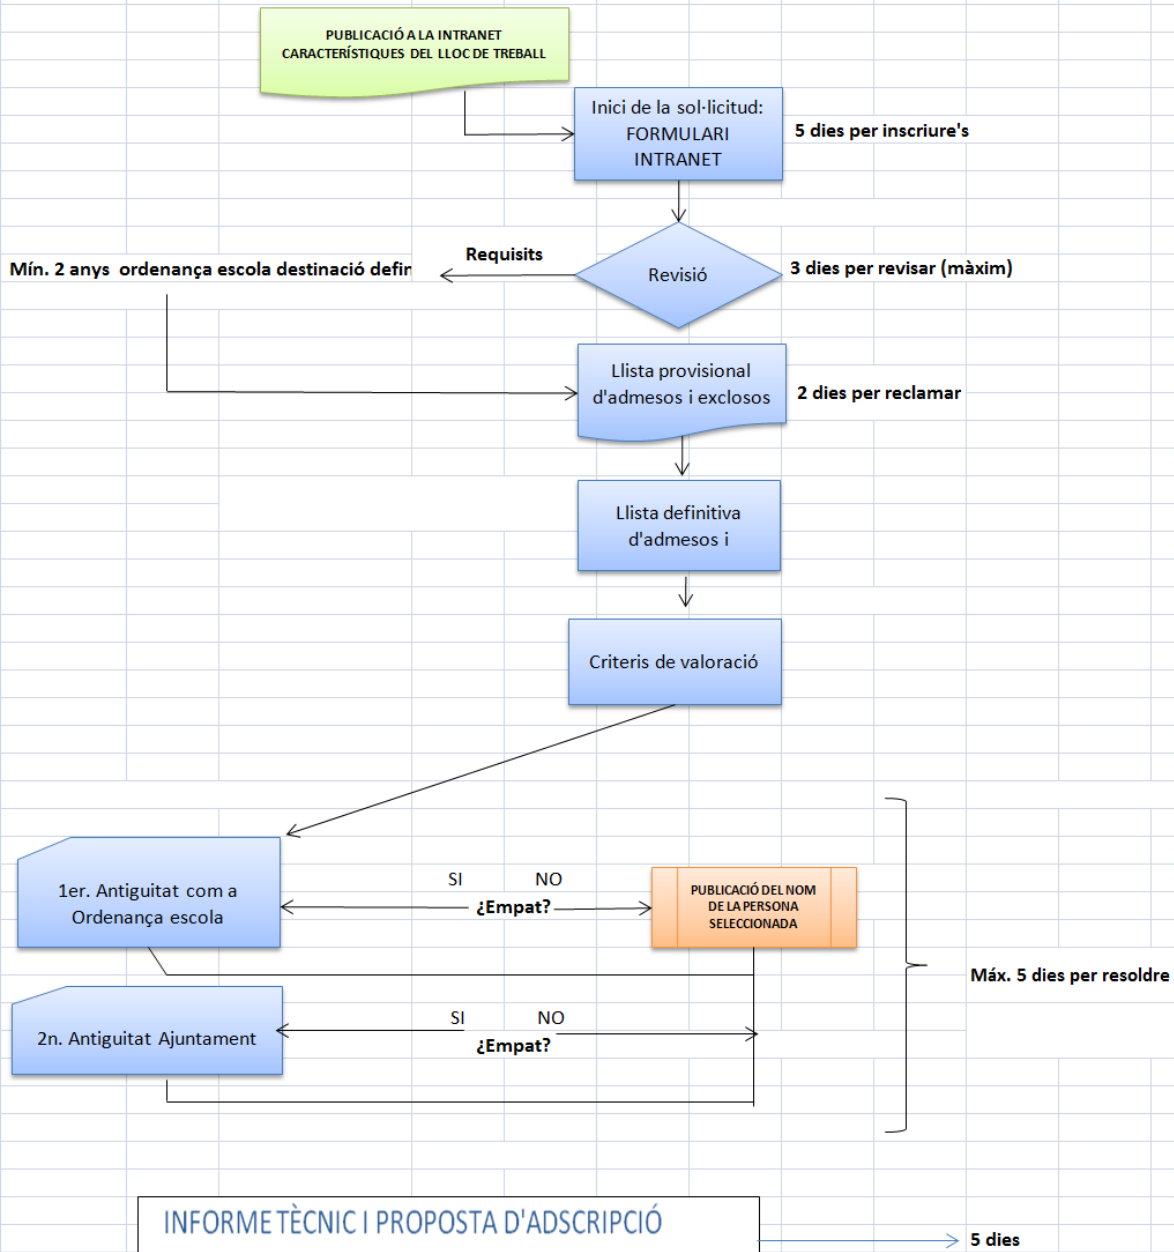 PUBLICACIÓ A LA INTRANET
CARACTERÍSTIQUES DEL LLOC DE TREBALL
Inici de la sol·licitud:
FORMULARI
INTRANET
5 dies per inscriure's
Requisits
Mín. 2 anys ordenança escola destinació defin
Revisió
3 dies per revisar (màxim)
Llista provisional
d'admesos i exclosos
2 dies per reclamar
Llista definitiva
d'admesos i
Criteris de valoració
1er. Antiguitat com a
Ordenança escola
SI NO
¿Empat?
PUBLICACIÓ DEL NOM
DE LA PERSONA
SELECCIONADA
Máx. 5 dies per resoldre
2n. Antiguitat Ajuntament
SI NO
¿Empat?
INFORME TÈCNIC I PROPOSTA D'ADSCRIPCIÓ
5 dies